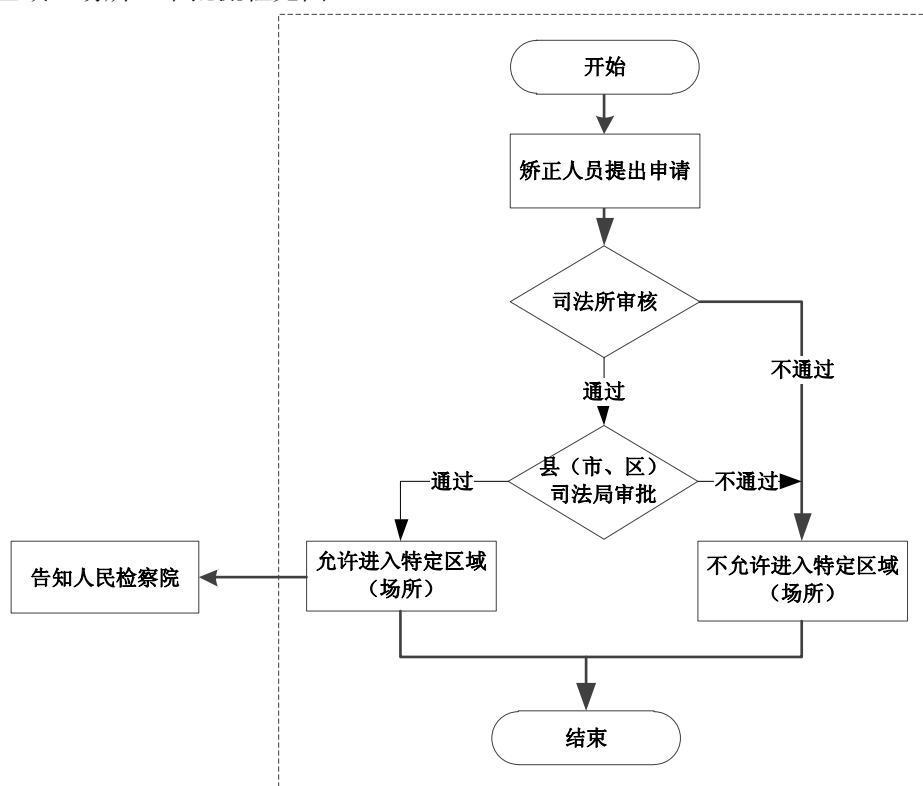 开始
矫正人员提出申请
司法所审核
不通过
通过
县（市、区）
司法局审批
通过
不通过
告知人民检察院
允许进入特定区域
（场所）
不允许进入特定区域
（场所）
结束